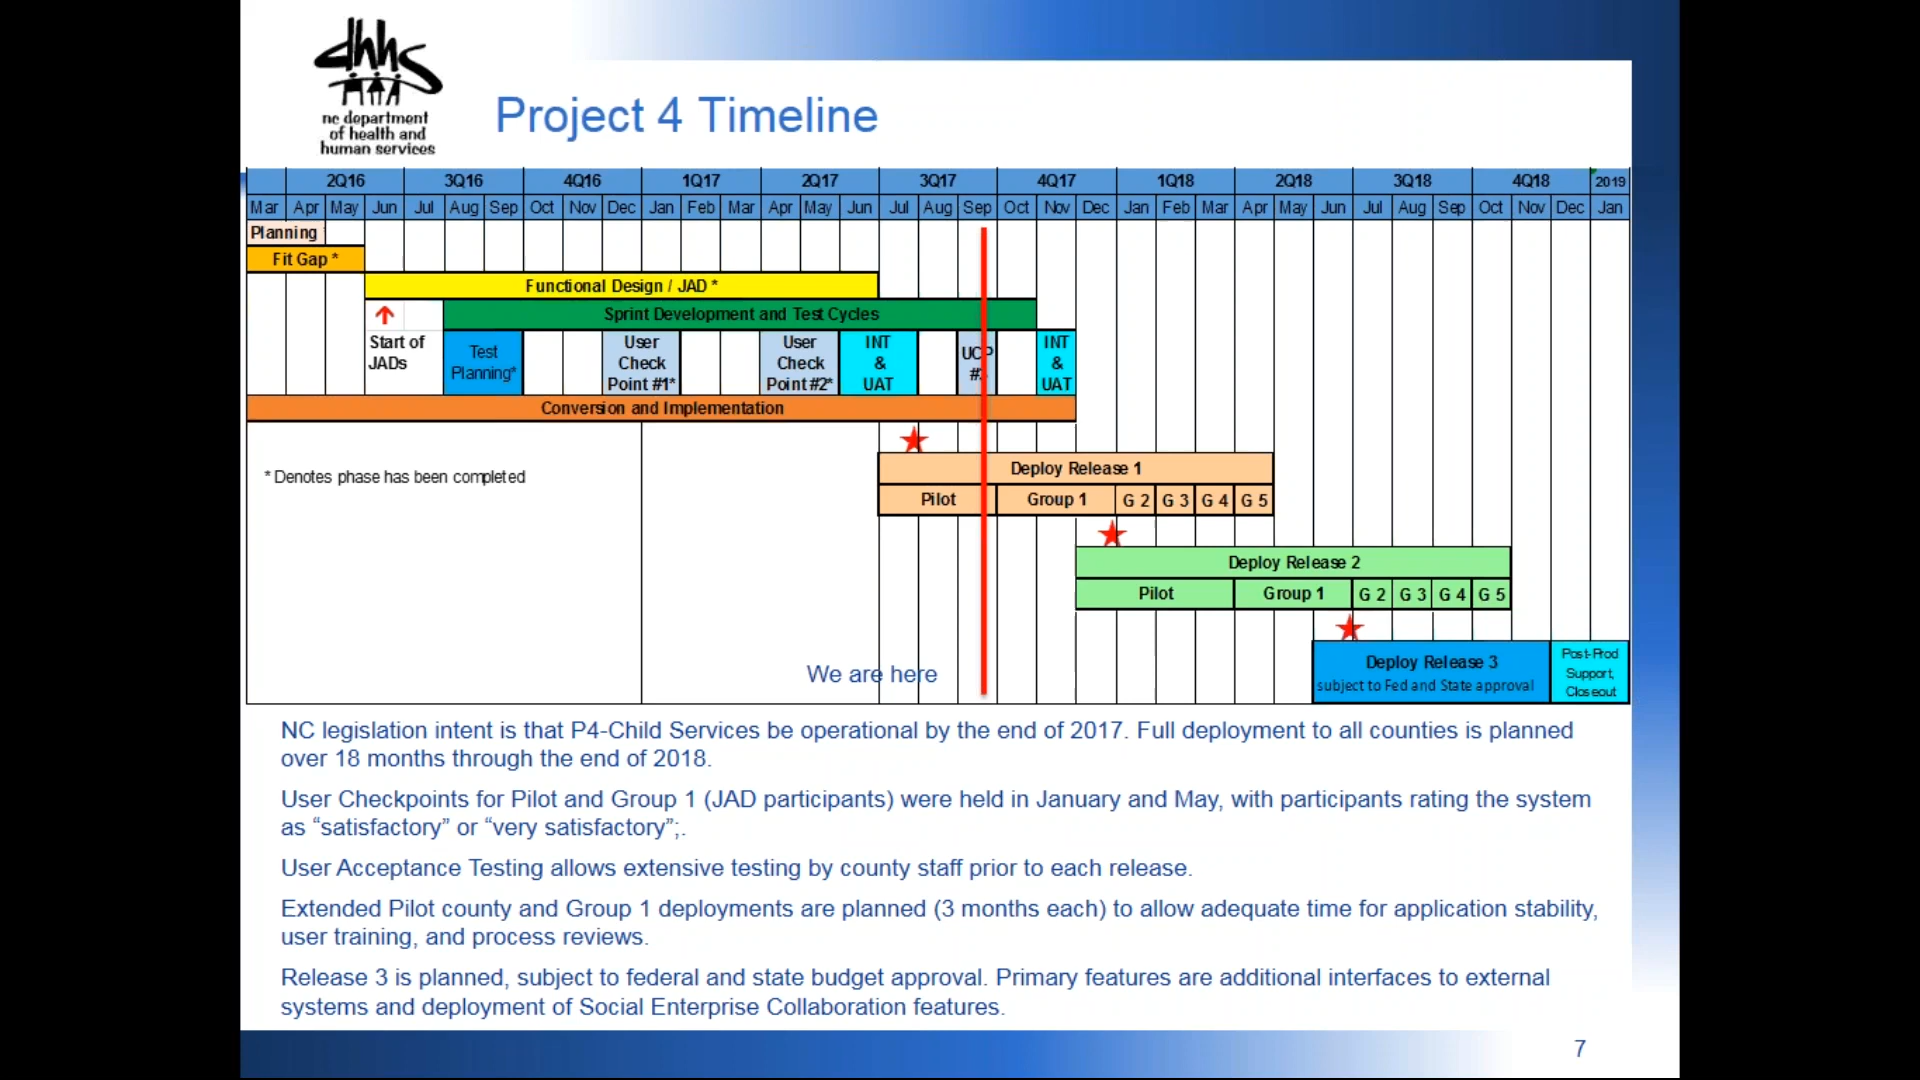 dhhs
nc department
of health and
human services
Project 4 Timeline
2Q16 3Q16 4Q16 1Q17 2Q17 3Q17 4Q17 1Q18 2Q18 3Q18 4Q18 2019
Mar Apr May Jun Jul Aug Sep Oct Nov Dec Jan Feb Mar Apr May Jun Jul Aug Sep Oct Nov Dec Jan Feb Mar Apr May Jun Jul Aug Sep Oct Nov Dec Jan
Planning
Fit Gap *
Functional Design / JAD *
Sprint Development and Test Cycles
Start of
JADs
Test
Planning*
User
Check
Point #1*
User
Check
Point #2*
INT
&
UAT
UCP
INT
&
UAT
Conversion and Implementation
* Denotes phase has been completed
Deploy Release 1
Pilot Group 1 G 2 G 3 G 4 G 5
Deploy Release 2
Pilot Group 1 G 2 G 3 G 4 G 5
We are here
Deploy Release 3
subject to Fed and State approval
Post-Prod
Support,
Closeout
NC legislation intent is that P4-Child Services be operational by the end of 2017. Full deployment to all counties is planned
over 18 months through the end of 2018.
User Checkpoints for Pilot and Group 1 (JAD participants) were held in January and May, with participants rating the system
as “satisfactory” or “very satisfactory”;.
User Acceptance Testing allows extensive testing by county staff prior to each release.
Extended Pilot county and Group 1 deployments are planned (3 months each) to allow adequate time for application stability,
user training, and process reviews.
Release 3 is planned, subject to federal and state budget approval. Primary features are additional interfaces to external
systems and deployment of Social Enterprise Collaboration features.
7